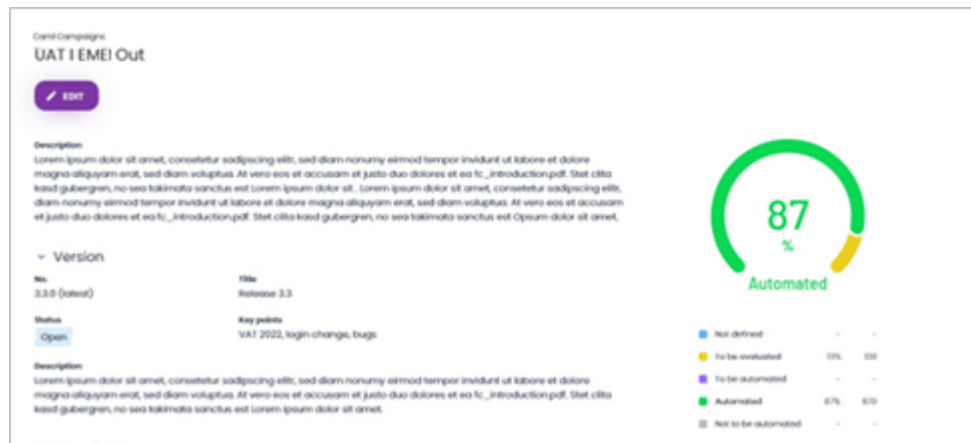 Camt Campaigns
UAT I EMEI Out
EDIT
Description
Lorem ipsum dolor sit amet, consetetur sadipscing elitr, sed diam nonumy eirmod tempor invidunt ut labore et dolore
magna aliquyam erat, sed diam voluptua. At vero eos et accusam et justo duo dolores et ea fc_introduction.pdf. Stet clita
kasd gubergren, no sea takimata sanctus est Lorem ipsum dolor sit . Lorem ipsum dolor sit amet, consetetur sadipscing elitr,
diam nonumy eirmod tempor invidunt ut labore et dolore magna aliquyam erat, sed diam voluptua. At vero eos et accusam
et justo duo dolores et ea fc_introduction.pdf. Stet clita kasd gubergren, no sea takimata sanctus est Opsum dolor sit amet.
Version
No.
3.3.0 (latest)
Title
Release 3.3
Status
Open
Key points
VAT 2022, login change, bugs
Description
Lorem ipsum dolor sit amet, consetetur sadipscing elitr, sed diam nonumy eirmod tempor invidunt ut labore et dolore
magna aliquyam erat, sed diam voluptua. At vero eos et accusam et justo duo dolores et ea fc_introduction.pdf. Stet clita
kasd gubergren, no sea takimata sanctus est Lorem ipsum dolor sit amet.
87
%
Automated
Not defined - -
To be evaluated 13% 130
To be automated - -
Automated 87% 870
Not to be automated - -